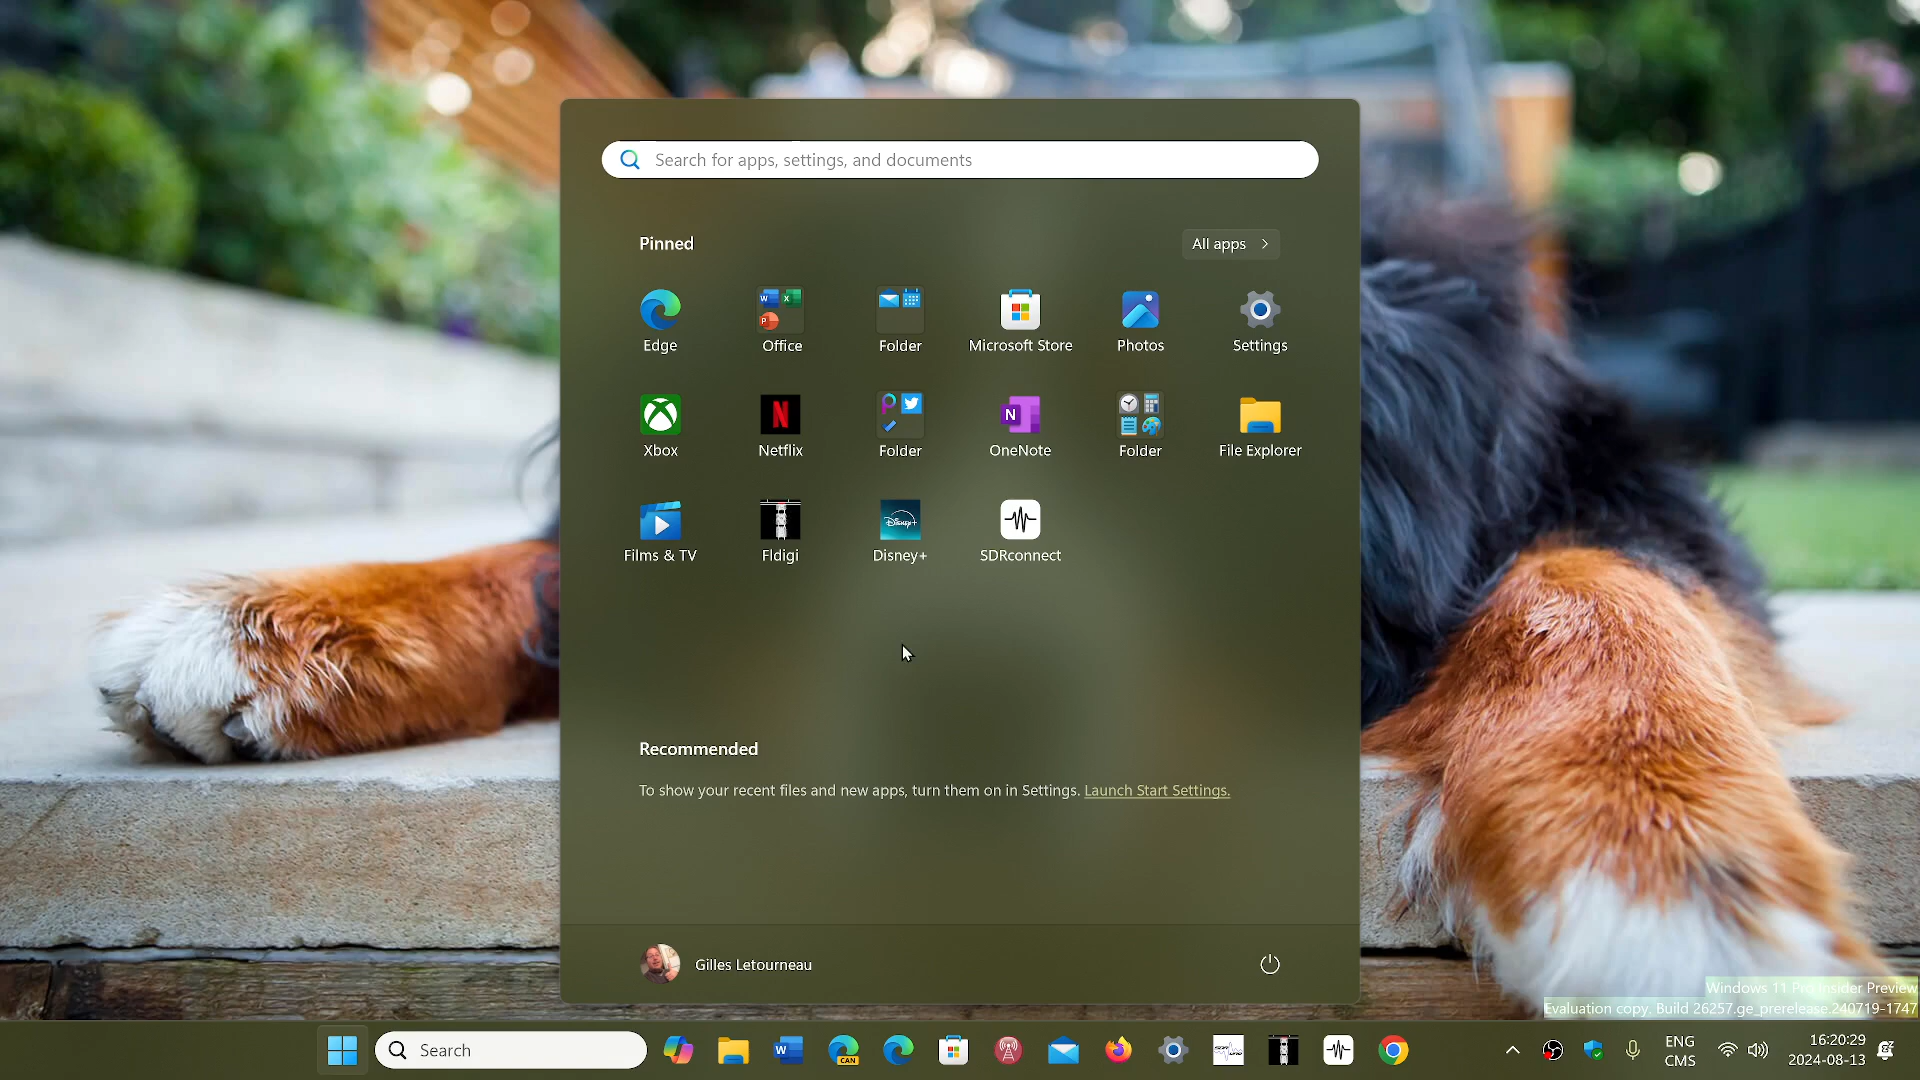 Search for apps, settings, and documents
Pinned
All apps
Edge
Office
Folder
Microsoft Store
Photos
Settings
Xbox
Netflix
Folder
OneNote
Folder
File Explorer
Films & TV
Fldigi
Disney+
SDRconnect
Recommended
To show your recent files and new apps, turn them on in Settings. Launch Start Settings.
Gilles Letourneau
Windows 11 Pro Insider Preview
Evaluation copy. Build 26257.ge_prerelease.240719-1747
Search
CAN
ENG
CMS
16:20:29
2024-08-13